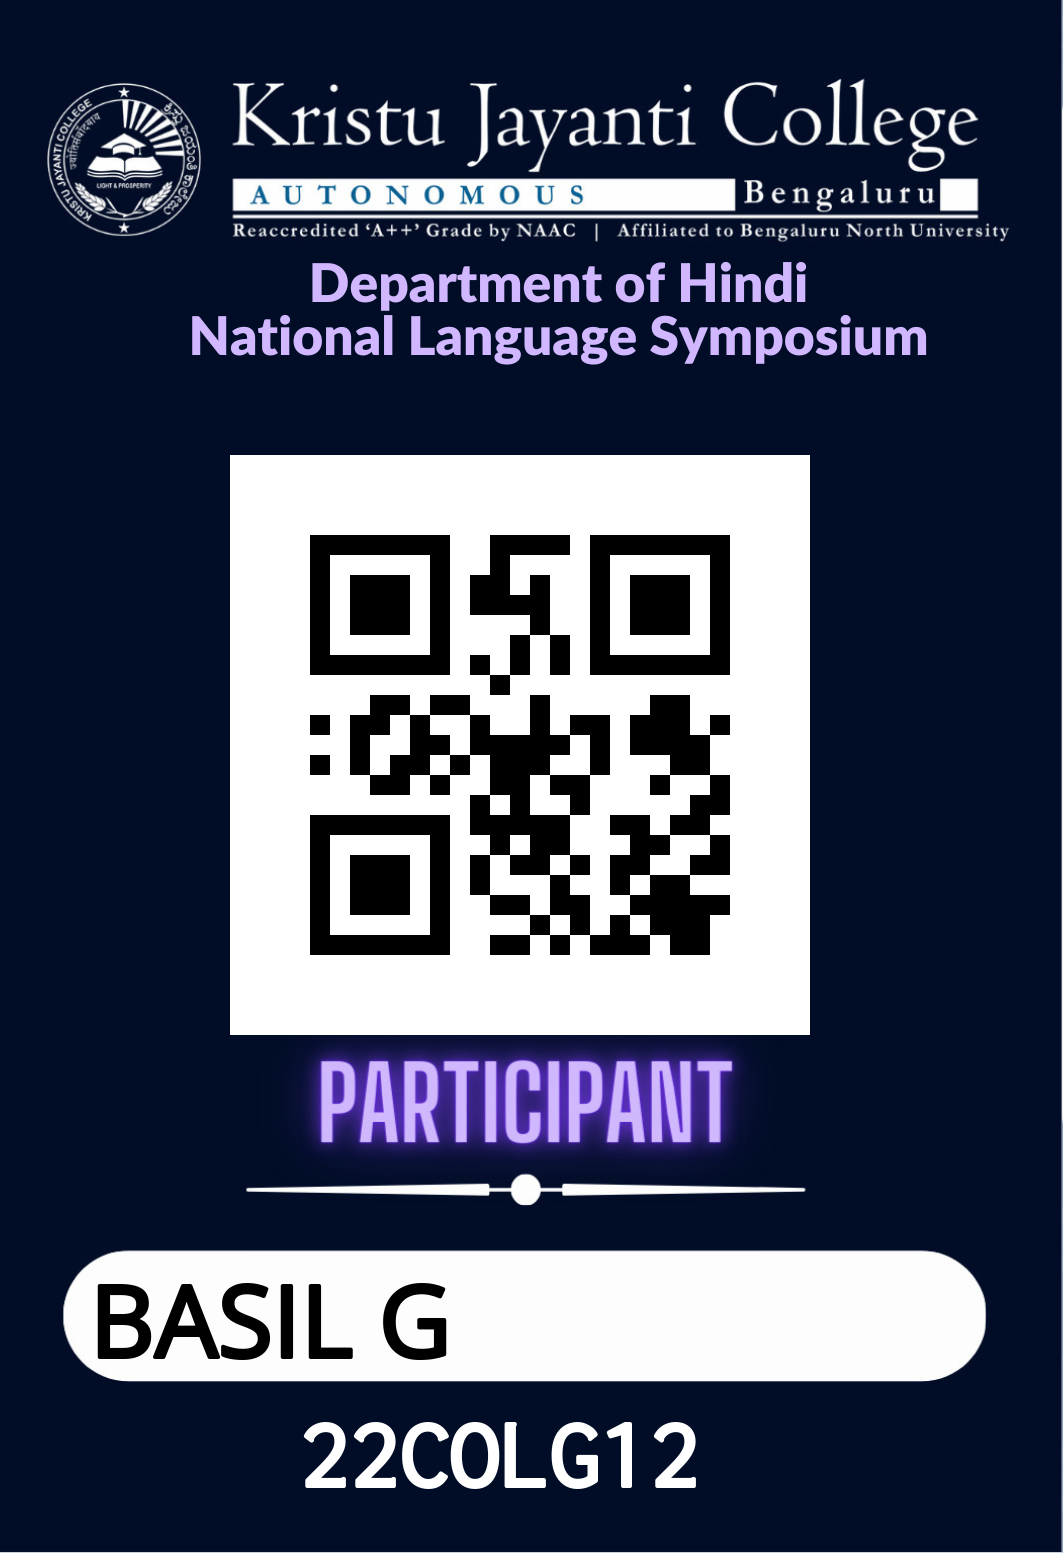 Kristu Jayanti College
AUTONOMOUS Bengaluru
Reaccredited ‘A++’ Grade by NAAC | Affiliated to Bengaluru North University
KRISTU JAYANTI COLLEGE
LIGHT & PROSPERITY
Department of Hindi
National Language Symposium
PARTICIPANT
BASIL G
22COLG12